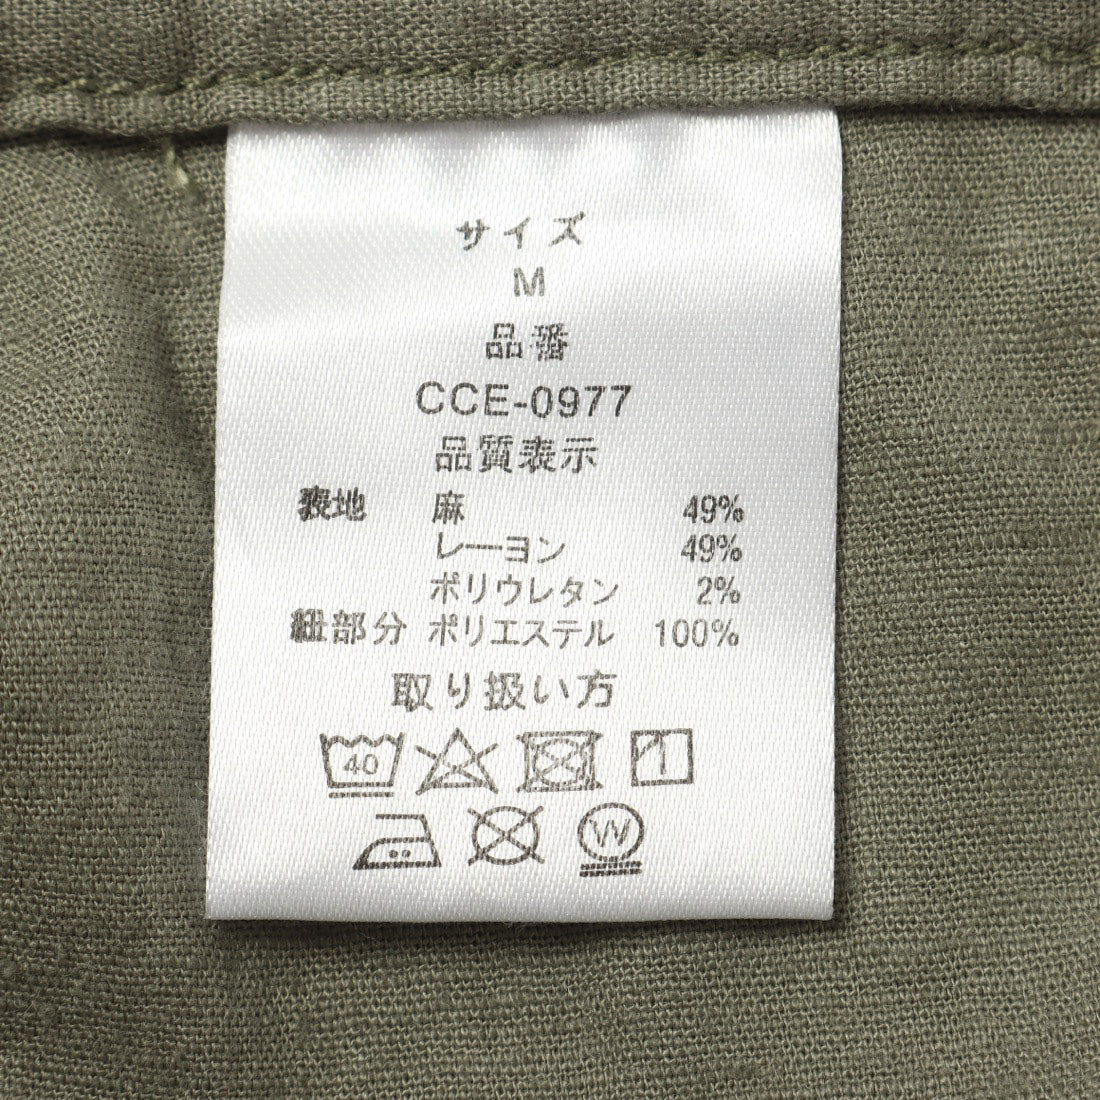 サイズ
M
品番
CCE-0977
品質表示
表地 麻 49%
レーヨン 49%
ポリウレタン 2%
紐部分 ポリエステル 100%
取り扱い方
40
W